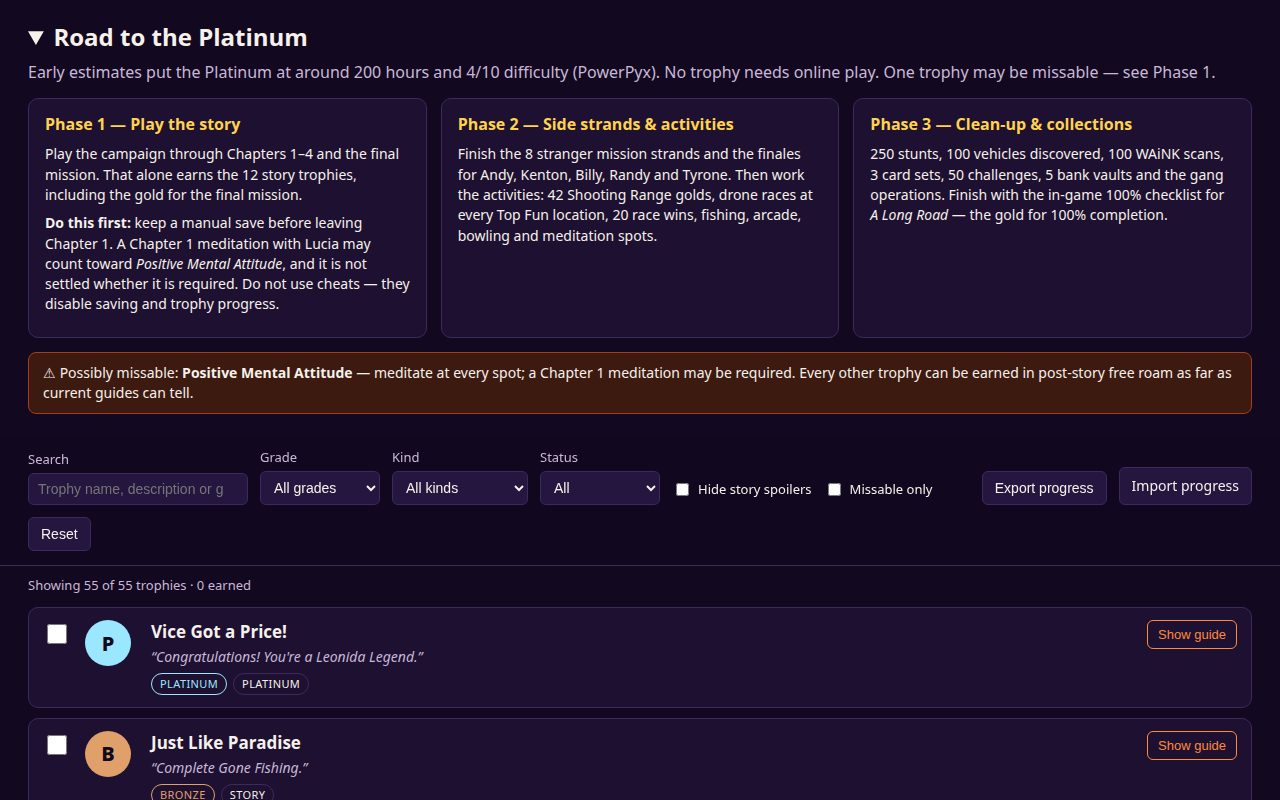 ▼ Road to the Platinum
Early estimates put the Platinum at around 200 hours and 4/10 difficulty (PowerPyx). No trophy needs online play. One trophy may be missable — see Phase 1.
Phase 1 — Play the story
Play the campaign through Chapters 1–4 and the final
mission. That alone earns the 12 story trophies,
including the gold for the final mission.
Do this first: keep a manual save before leaving
Chapter 1. A Chapter 1 meditation with Lucia may
count toward Positive Mental Attitude, and it is not
settled whether it is required. Do not use cheats — they
disable saving and trophy progress.
Phase 2 — Side strands & activities
Finish the 8 stranger mission strands and the finales
for Andy, Kenton, Billy, Randy and Tyrone. Then work
the activities: 42 Shooting Range golds, drone races at
every Top Fun location, 20 race wins, fishing, arcade,
bowling and meditation spots.
Phase 3 — Clean-up & collections
250 stunts, 100 vehicles discovered, 100 WAiNK scans,
3 card sets, 50 challenges, 5 bank vaults and the gang
operations. Finish with the in-game 100% checklist for
A Long Road — the gold for 100% completion.
⚠ Possibly missable: Positive Mental Attitude — meditate at every spot; a Chapter 1 meditation may be required. Every other trophy can be earned in post-story free roam as far as
current guides can tell.
Search
Trophy name, description or g
Grade
All grades
Kind
All kinds
Status
All
Hide story spoilers
Missable only
Export progress
Import progress
Reset
Showing 55 of 55 trophies · 0 earned
P
Vice Got a Price!
“Congratulations! You're a Leonida Legend.”
PLATINUM
PLATINUM
Show guide
B
Just Like Paradise
“Complete Gone Fishing.”
BRONZE
STORY
Show guide